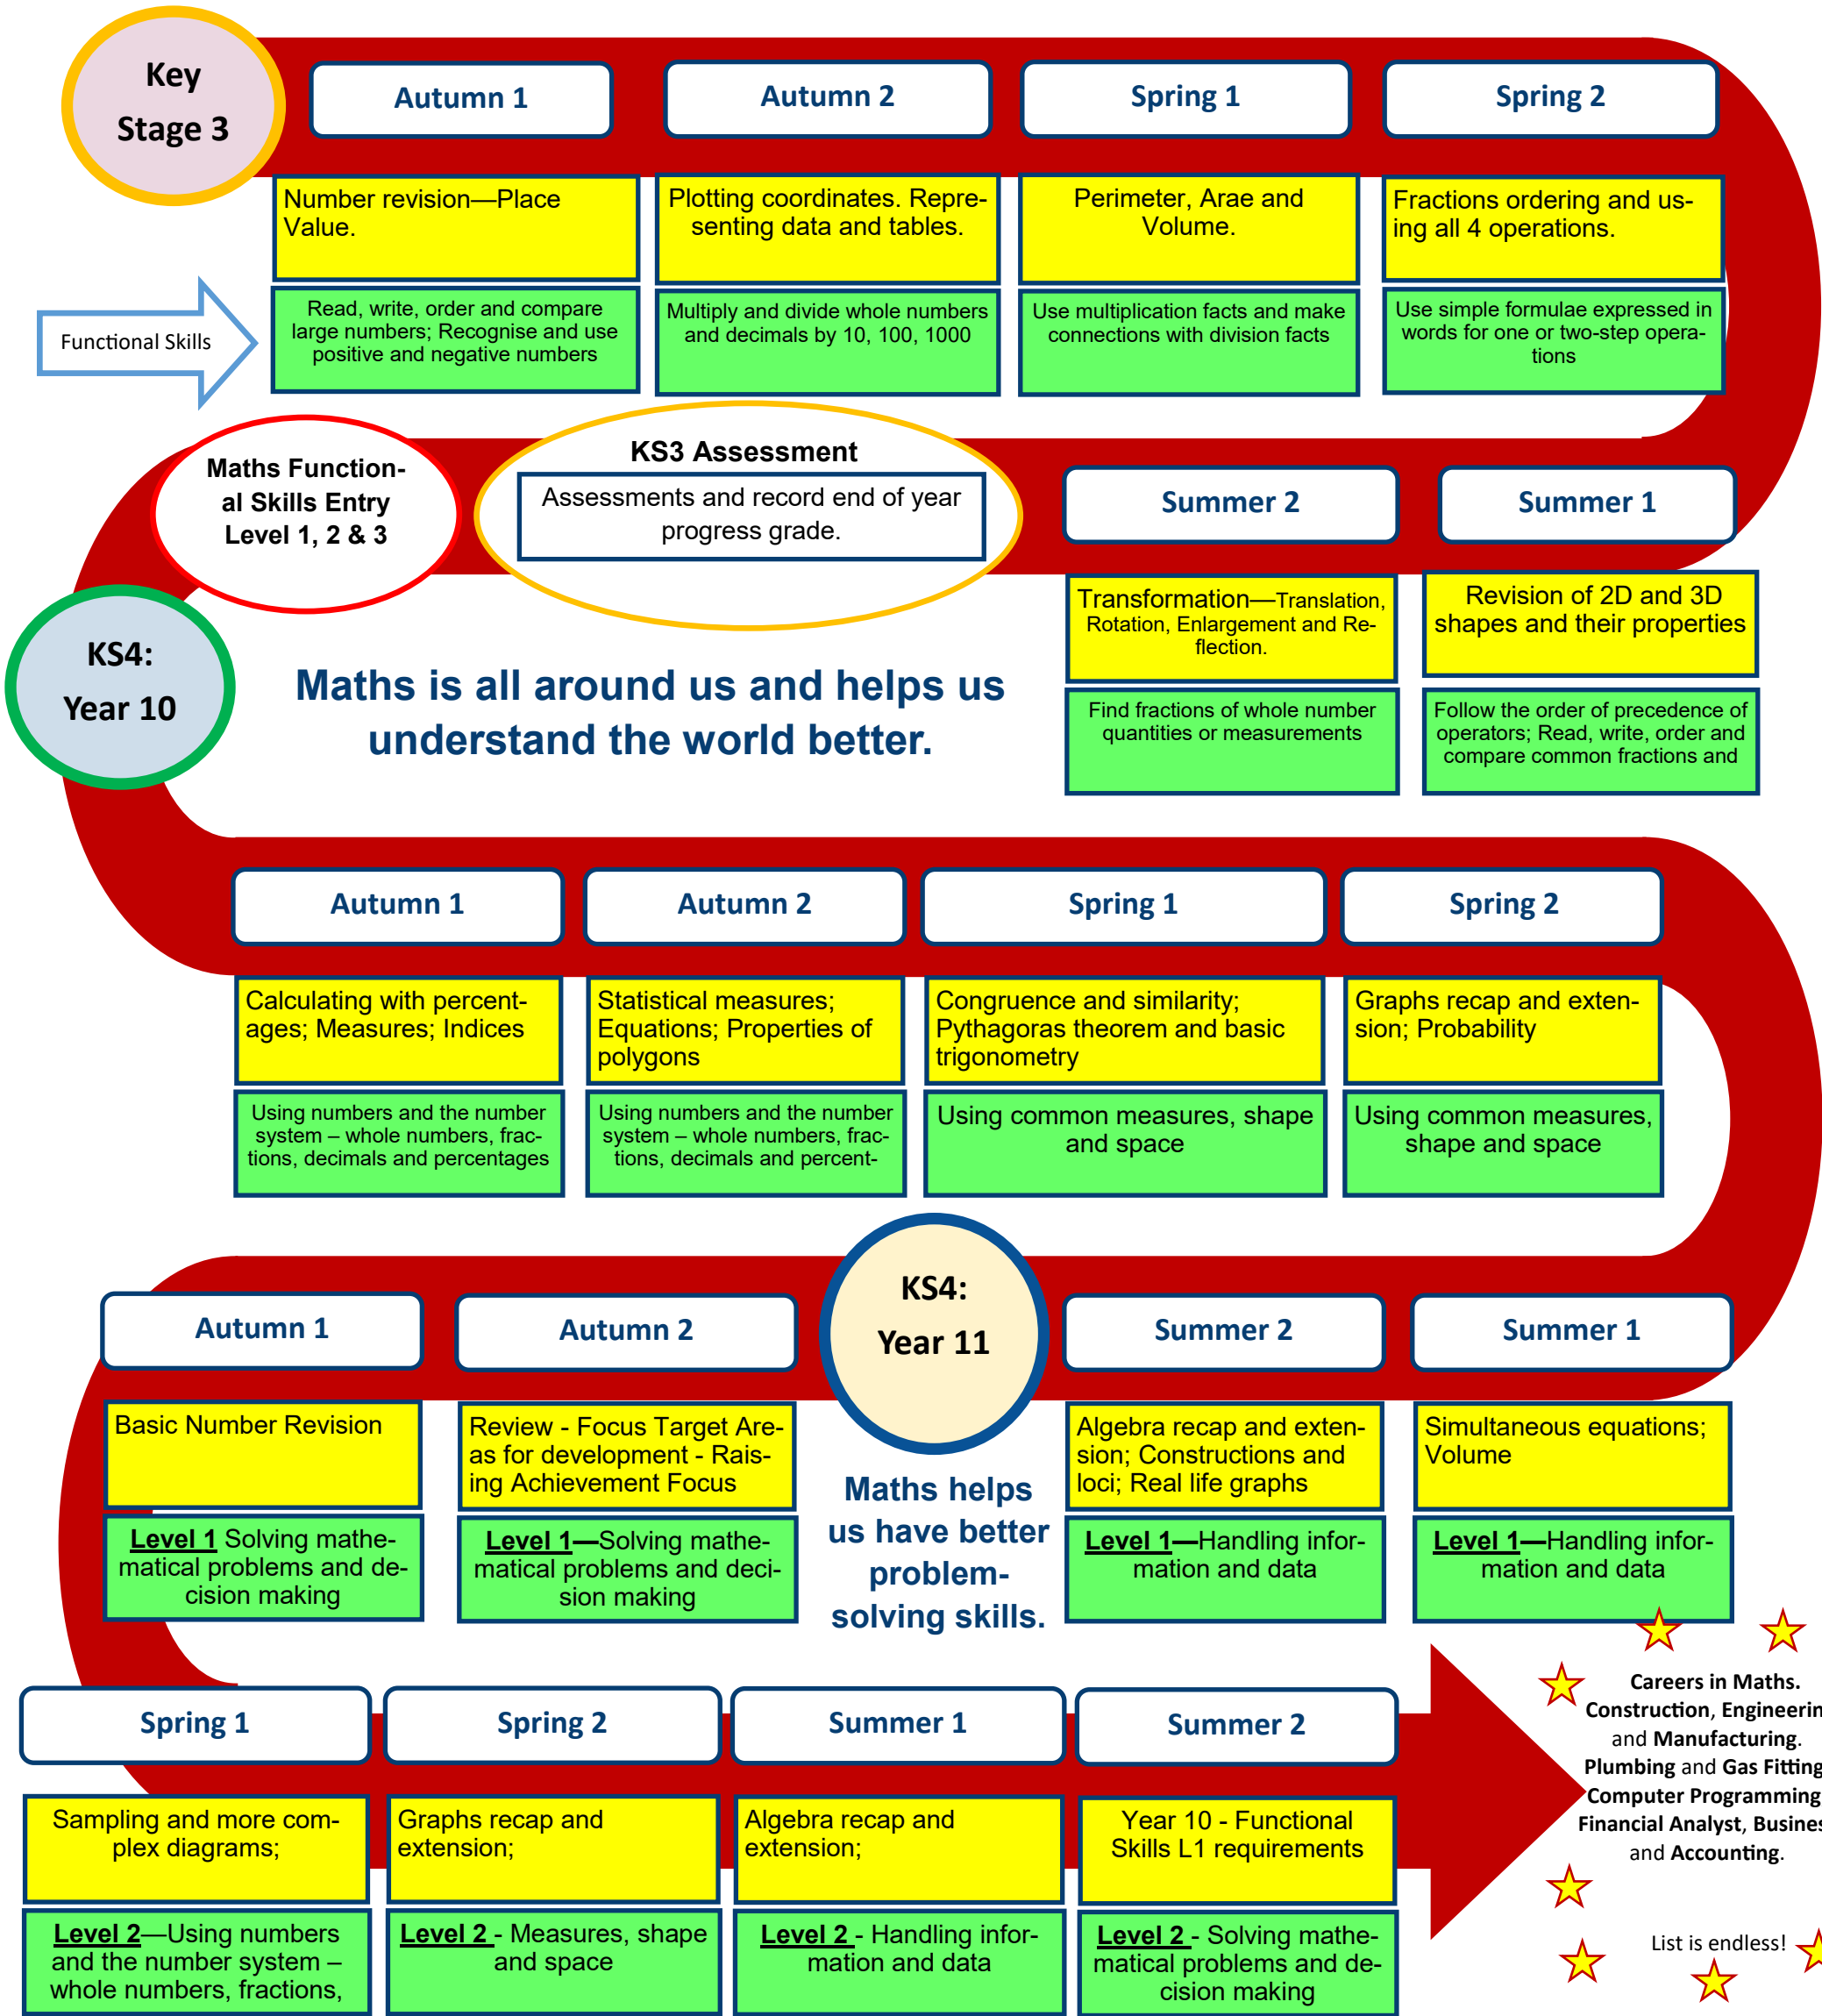 Key
Stage 3
Autumn 1
Autumn 2
Spring 1
Spring 2
Number revision—Place
Value.
Plotting coordinates. Repre-
senting data and tables.
Perimeter, Arae and
Volume.
Fractions ordering and us-
ing all 4 operations.
Functional Skills
Read, write, order and compare
large numbers; Recognise and use
positive and negative numbers
Multiply and divide whole numbers
and decimals by 10, 100, 1000
Use multiplication facts and make
connections with division facts
Use simple formulae expressed in
words for one or two-step opera-
tions
Maths Function-
al Skills Entry
Level 1, 2 & 3
KS3 Assessment
Assessments and record end of year
progress grade.
Summer 2
Summer 1
Transformation—Translation,
Rotation, Enlargement and Re-
flection.
Revision of 2D and 3D
shapes and their properties
Find fractions of whole number
quantities or measurements
Follow the order of precedence of
operators; Read, write, order and
compare common fractions and
KS4:
Year 10
Maths is all around us and helps us
understand the world better.
Autumn 1
Autumn 2
Spring 1
Spring 2
Calculating with percent-
ages; Measures; Indices
Statistical measures;
Equations; Properties of
polygons
Congruence and similarity;
Pythagoras theorem and basic
trigonometry
Graphs recap and exten-
sion; Probability
Using numbers and the number
system – whole numbers, frac-
tions, decimals and percentages
Using numbers and the number
system – whole numbers, frac-
tions, decimals and percent-
Using common measures, shape
and space
Using common measures,
shape and space
Autumn 1
Autumn 2
KS4:
Year 11
Summer 2
Summer 1
Basic Number Revision
Review - Focus Target Are-
as for development - Rais-
ing Achievement Focus
Algebra recap and exten-
sion; Constructions and
loci; Real life graphs
Simultaneous equations;
Volume
Level 1 Solving mathe-
matical problems and de-
cision making
Level 1—Solving mathe-
matical problems and deci-
sion making
Maths helps
us have better
problem-
solving skills.
Level 1—Handling infor-
mation and data
Level 1—Handling infor-
mation and data
Spring 1
Spring 2
Summer 1
Summer 2
Sampling and more com-
plex diagrams;
Graphs recap and
extension;
Algebra recap and
extension;
Year 10 - Functional
Skills L1 requirements
Level 2—Using numbers
and the number system –
whole numbers, fractions,
Level 2 - Measures, shape
and space
Level 2 - Handling infor-
mation and data
Level 2 - Solving mathe-
matical problems and de-
cision making
Careers in Maths.
Construction, Engineerin
and Manufacturing.
Plumbing and Gas Fitting
Computer Programming
Financial Analyst, Busines
and Accounting.
List is endless!